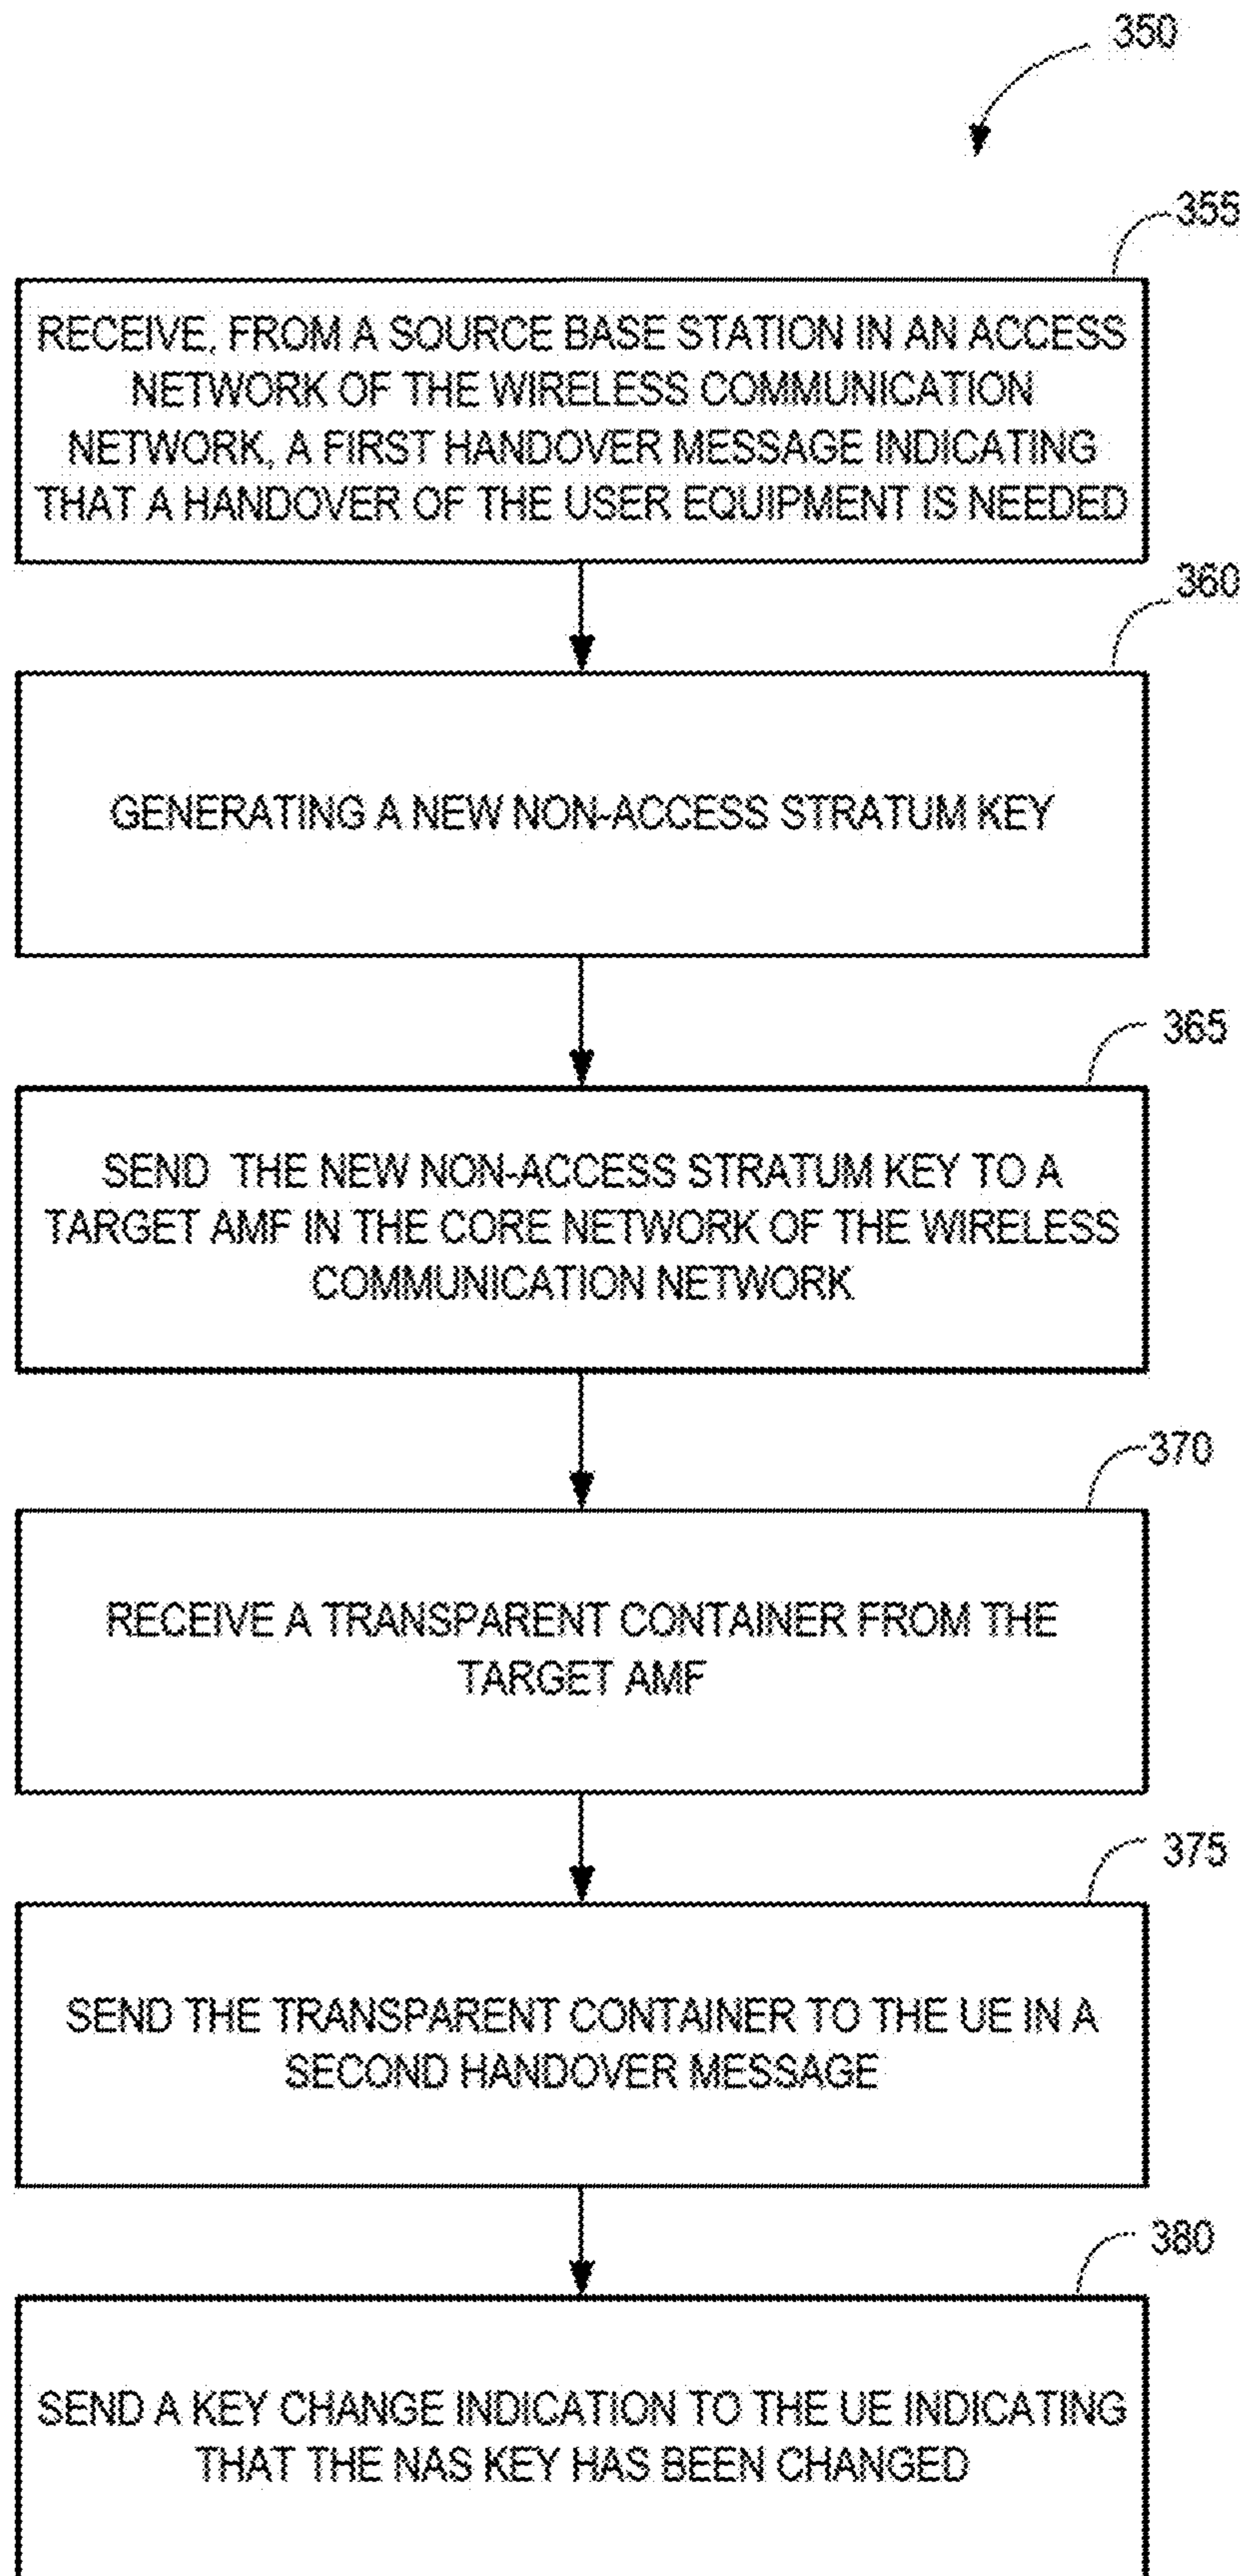 350
355
RECEIVE, FROM A SOURCE BASE STATION IN AN ACCESS
NETWORK OF THE WIRELESS COMMUNICATION
NETWORK, A FIRST HANDOVER MESSAGE INDICATING
THAT A HANDOVER OF THE USER EQUIPMENT IS NEEDED
360
GENERATING A NEW NON-ACCESS STRATUM KEY
365
SEND THE NEW NON-ACCESS STRATUM KEY TO A
TARGET AMF IN THE CORE NETWORK OF THE WIRELESS
COMMUNICATION NETWORK
370
RECEIVE A TRANSPARENT CONTAINER FROM THE
TARGET AMF
375
SEND THE TRANSPARENT CONTAINER TO THE UE IN A
SECOND HANDOVER MESSAGE
380
SEND A KEY CHANGE INDICATION TO THE UE INDICATING
THAT THE NAS KEY HAS BEEN CHANGED